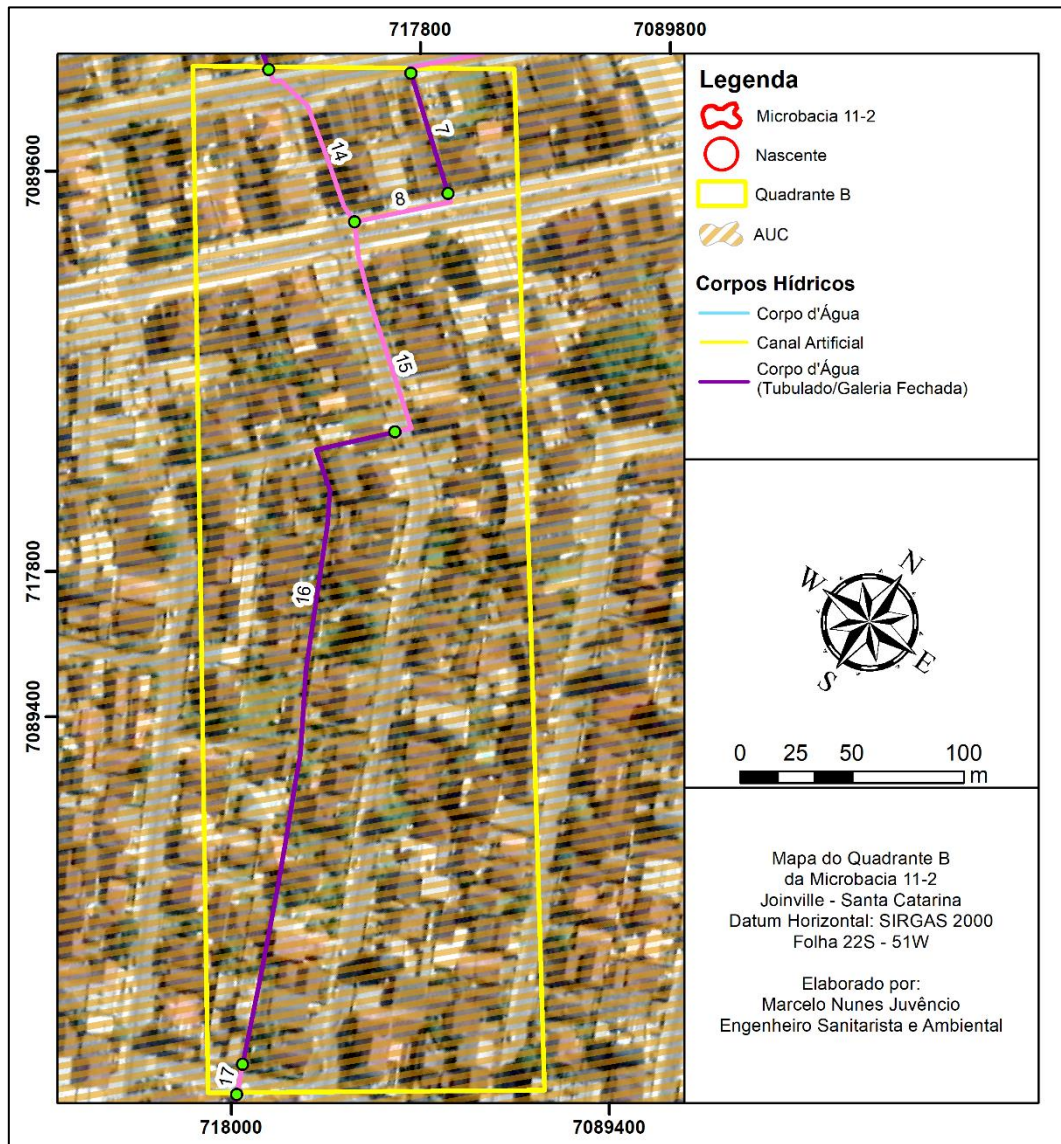 717800
7089800
7089600
717800
7089400
718000
7089400
14
7
8
15
16
17
Legenda
Microbacia 11-2
Nascente
Quadrante B
AUC
Corpos Hídricos
Corpo d'Água
Canal Artificial
Corpo d'Água
(Tubulado/Galeria Fechada)
N
W
E
S
0 25 50 100
m
Mapa do Quadrante B
da Microbacia 11-2
Joinville - Santa Catarina
Datum Horizontal: SIRGAS 2000
Folha 22S - 51W
Elaborado por:
Marcelo Nunes Juvêncio
Engenheiro Sanitarista e Ambiental